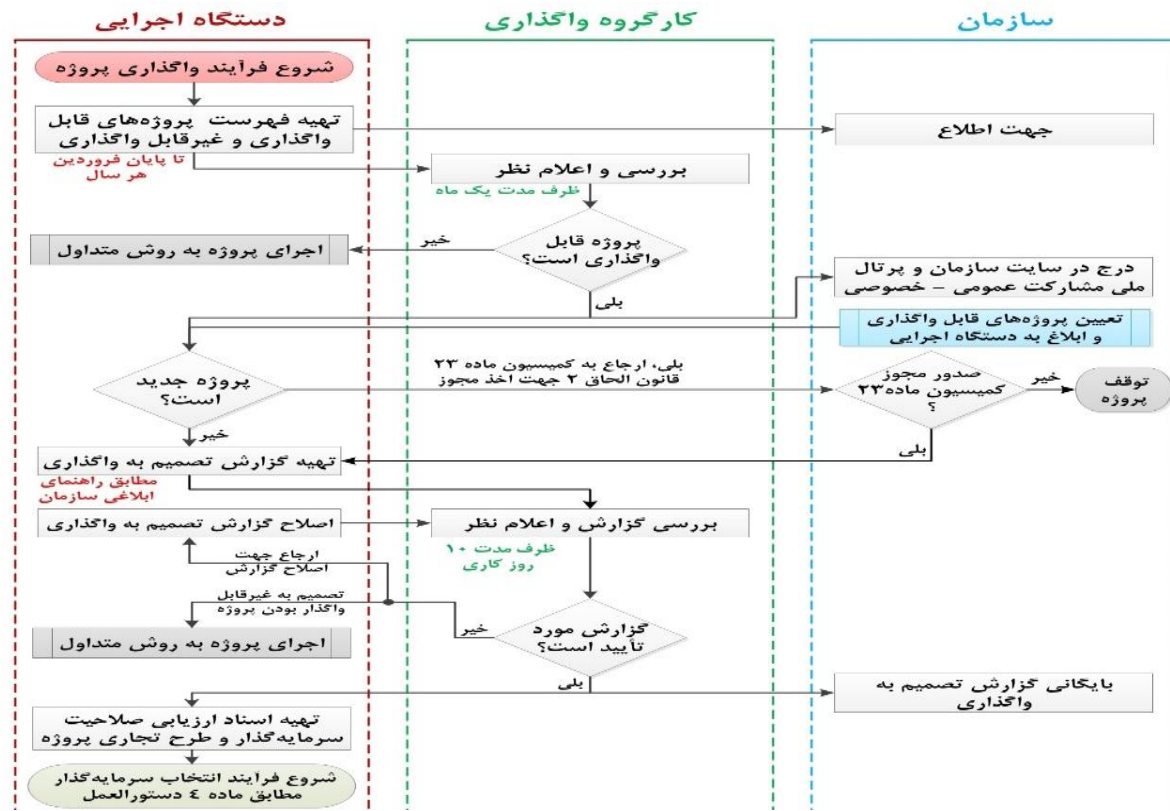 دستگاه اجرایی
کارگروه واگذاری
سازمان
شروع فرآیند واگذاری پروژه
تهیه فهرست پروژه‌های قابل
واگذاری و غیرقابل واگذاری
جهت اطلاع
تا پایان فروردین
هر سال
بررسی و اعلام نظر
ظرف مدت یک ماه
پروژه قابل
واگذاری است؟
خیر
اجرای پروژه به روش متداول
بلی
درج در سایت سازمان و پرتال
ملی مشارکت عمومی – خصوصی
تعیین پروژه‌های قابل واگذاری
و ابلاغ به دستگاه اجرایی
پروژه جدید
است؟
بلی، ارجاع به کمیسیون ماده ۲۳
قانون الحاق ۲ جهت اخذ مجوز
صدور مجوز
کمیسیون ماده۲۳
؟
خیر
توقف
پروژه
خیر
بلی
تهیه گزارش تصمیم به واگذاری
مطابق راهنمای
ابلاغی سازمان
اصلاح گزارش تصمیم به واگذاری
بررسی گزارش و اعلام نظر
ظرف مدت ۱۰
روز کاری
ارجاع جهت
اصلاح گزارش
تصمیم به غیرقابل
واگذار بودن پروژه
گزارش مورد
تأیید است؟
خیر
اجرای پروژه به روش متداول
بلی
بایگانی گزارش تصمیم به
واگذاری
تهیه اسناد ارزیابی صلاحیت
سرمایه‌گذار و طرح تجاری پروژه
شروع فرآیند انتخاب سرمایه‌گذار
مطابق ماده ٤ دستورالعمل